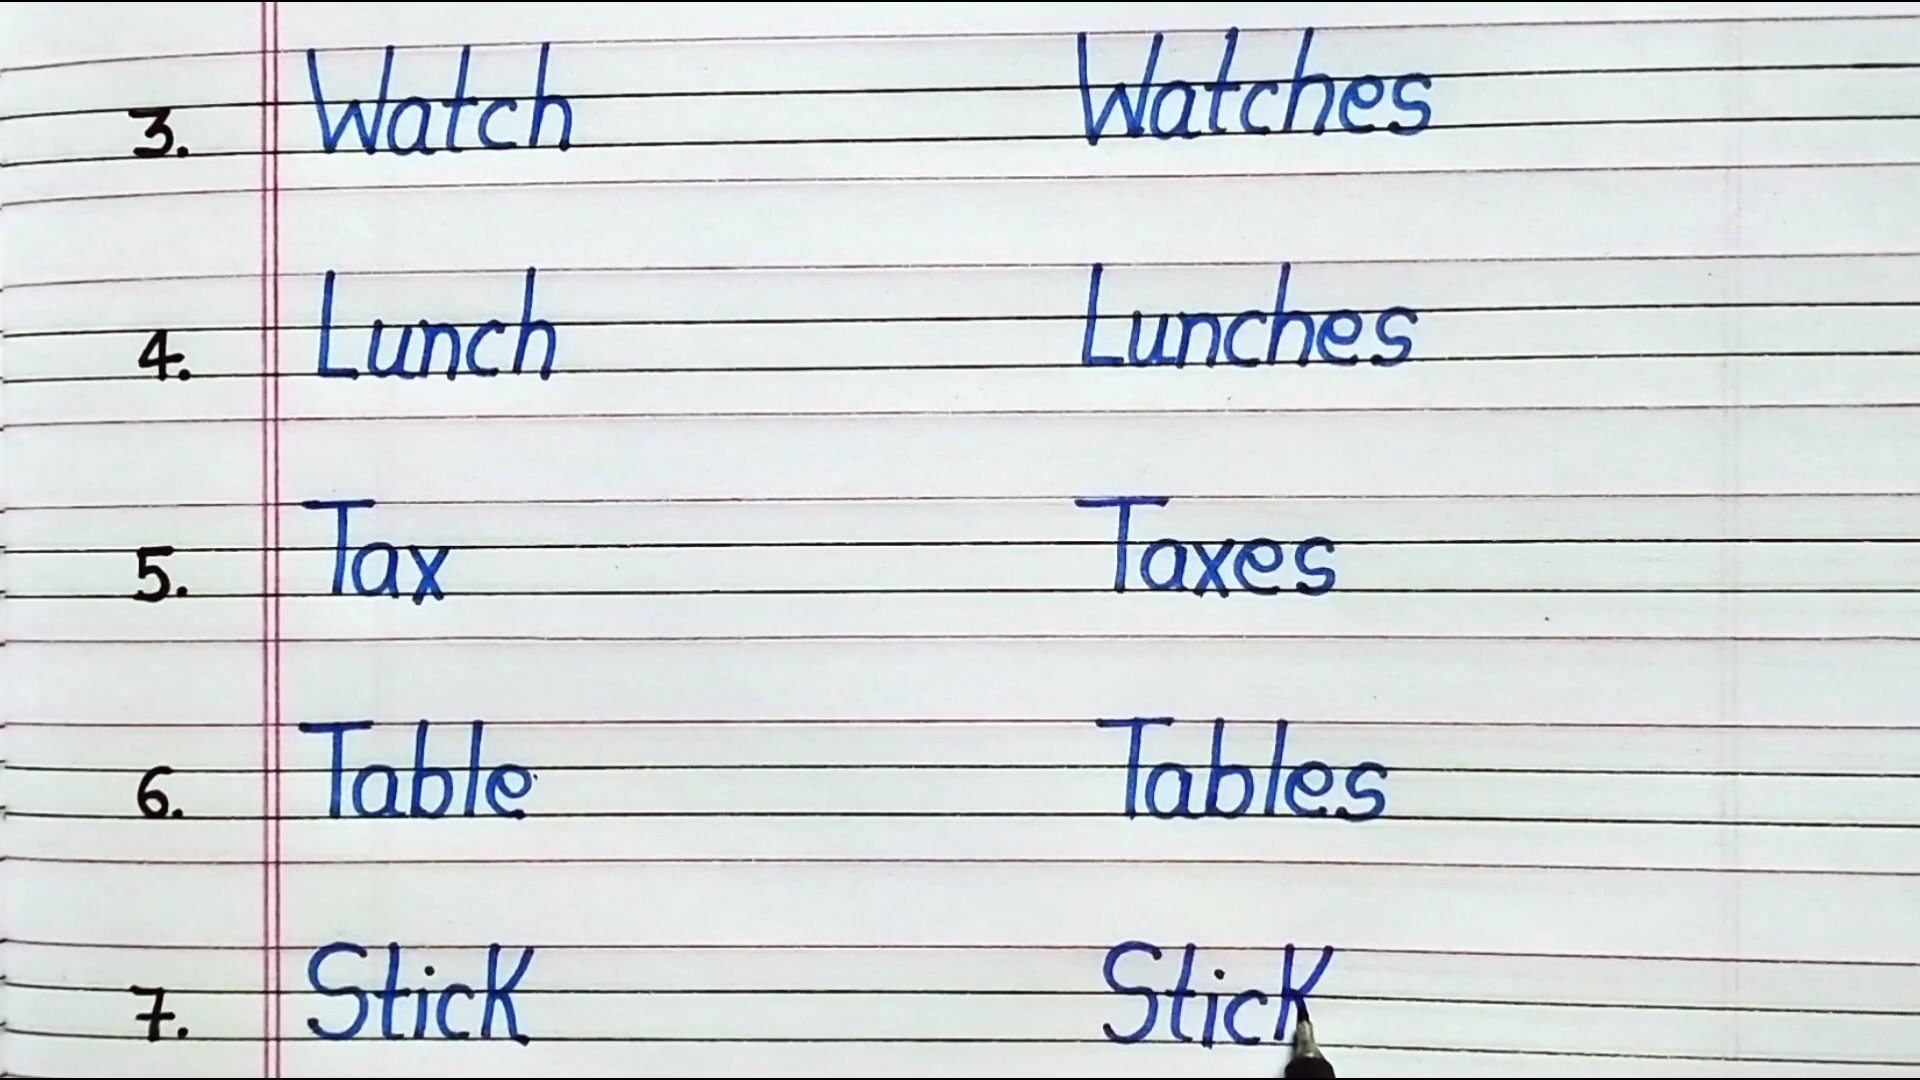 3. Watch Watches
4. Lunch Lunches
5. Tax Taxes
6. Table Tables
7. Stick Stick